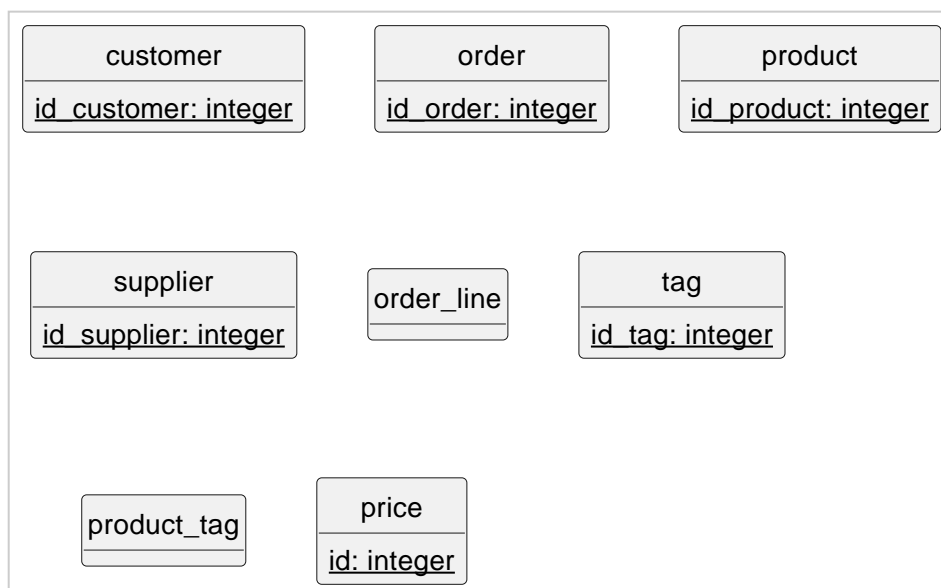 customer
id_customer: integer
order
id_order: integer
product
id_product: integer
supplier
id_supplier: integer
order_line
tag
id_tag: integer
product_tag
price
id: integer